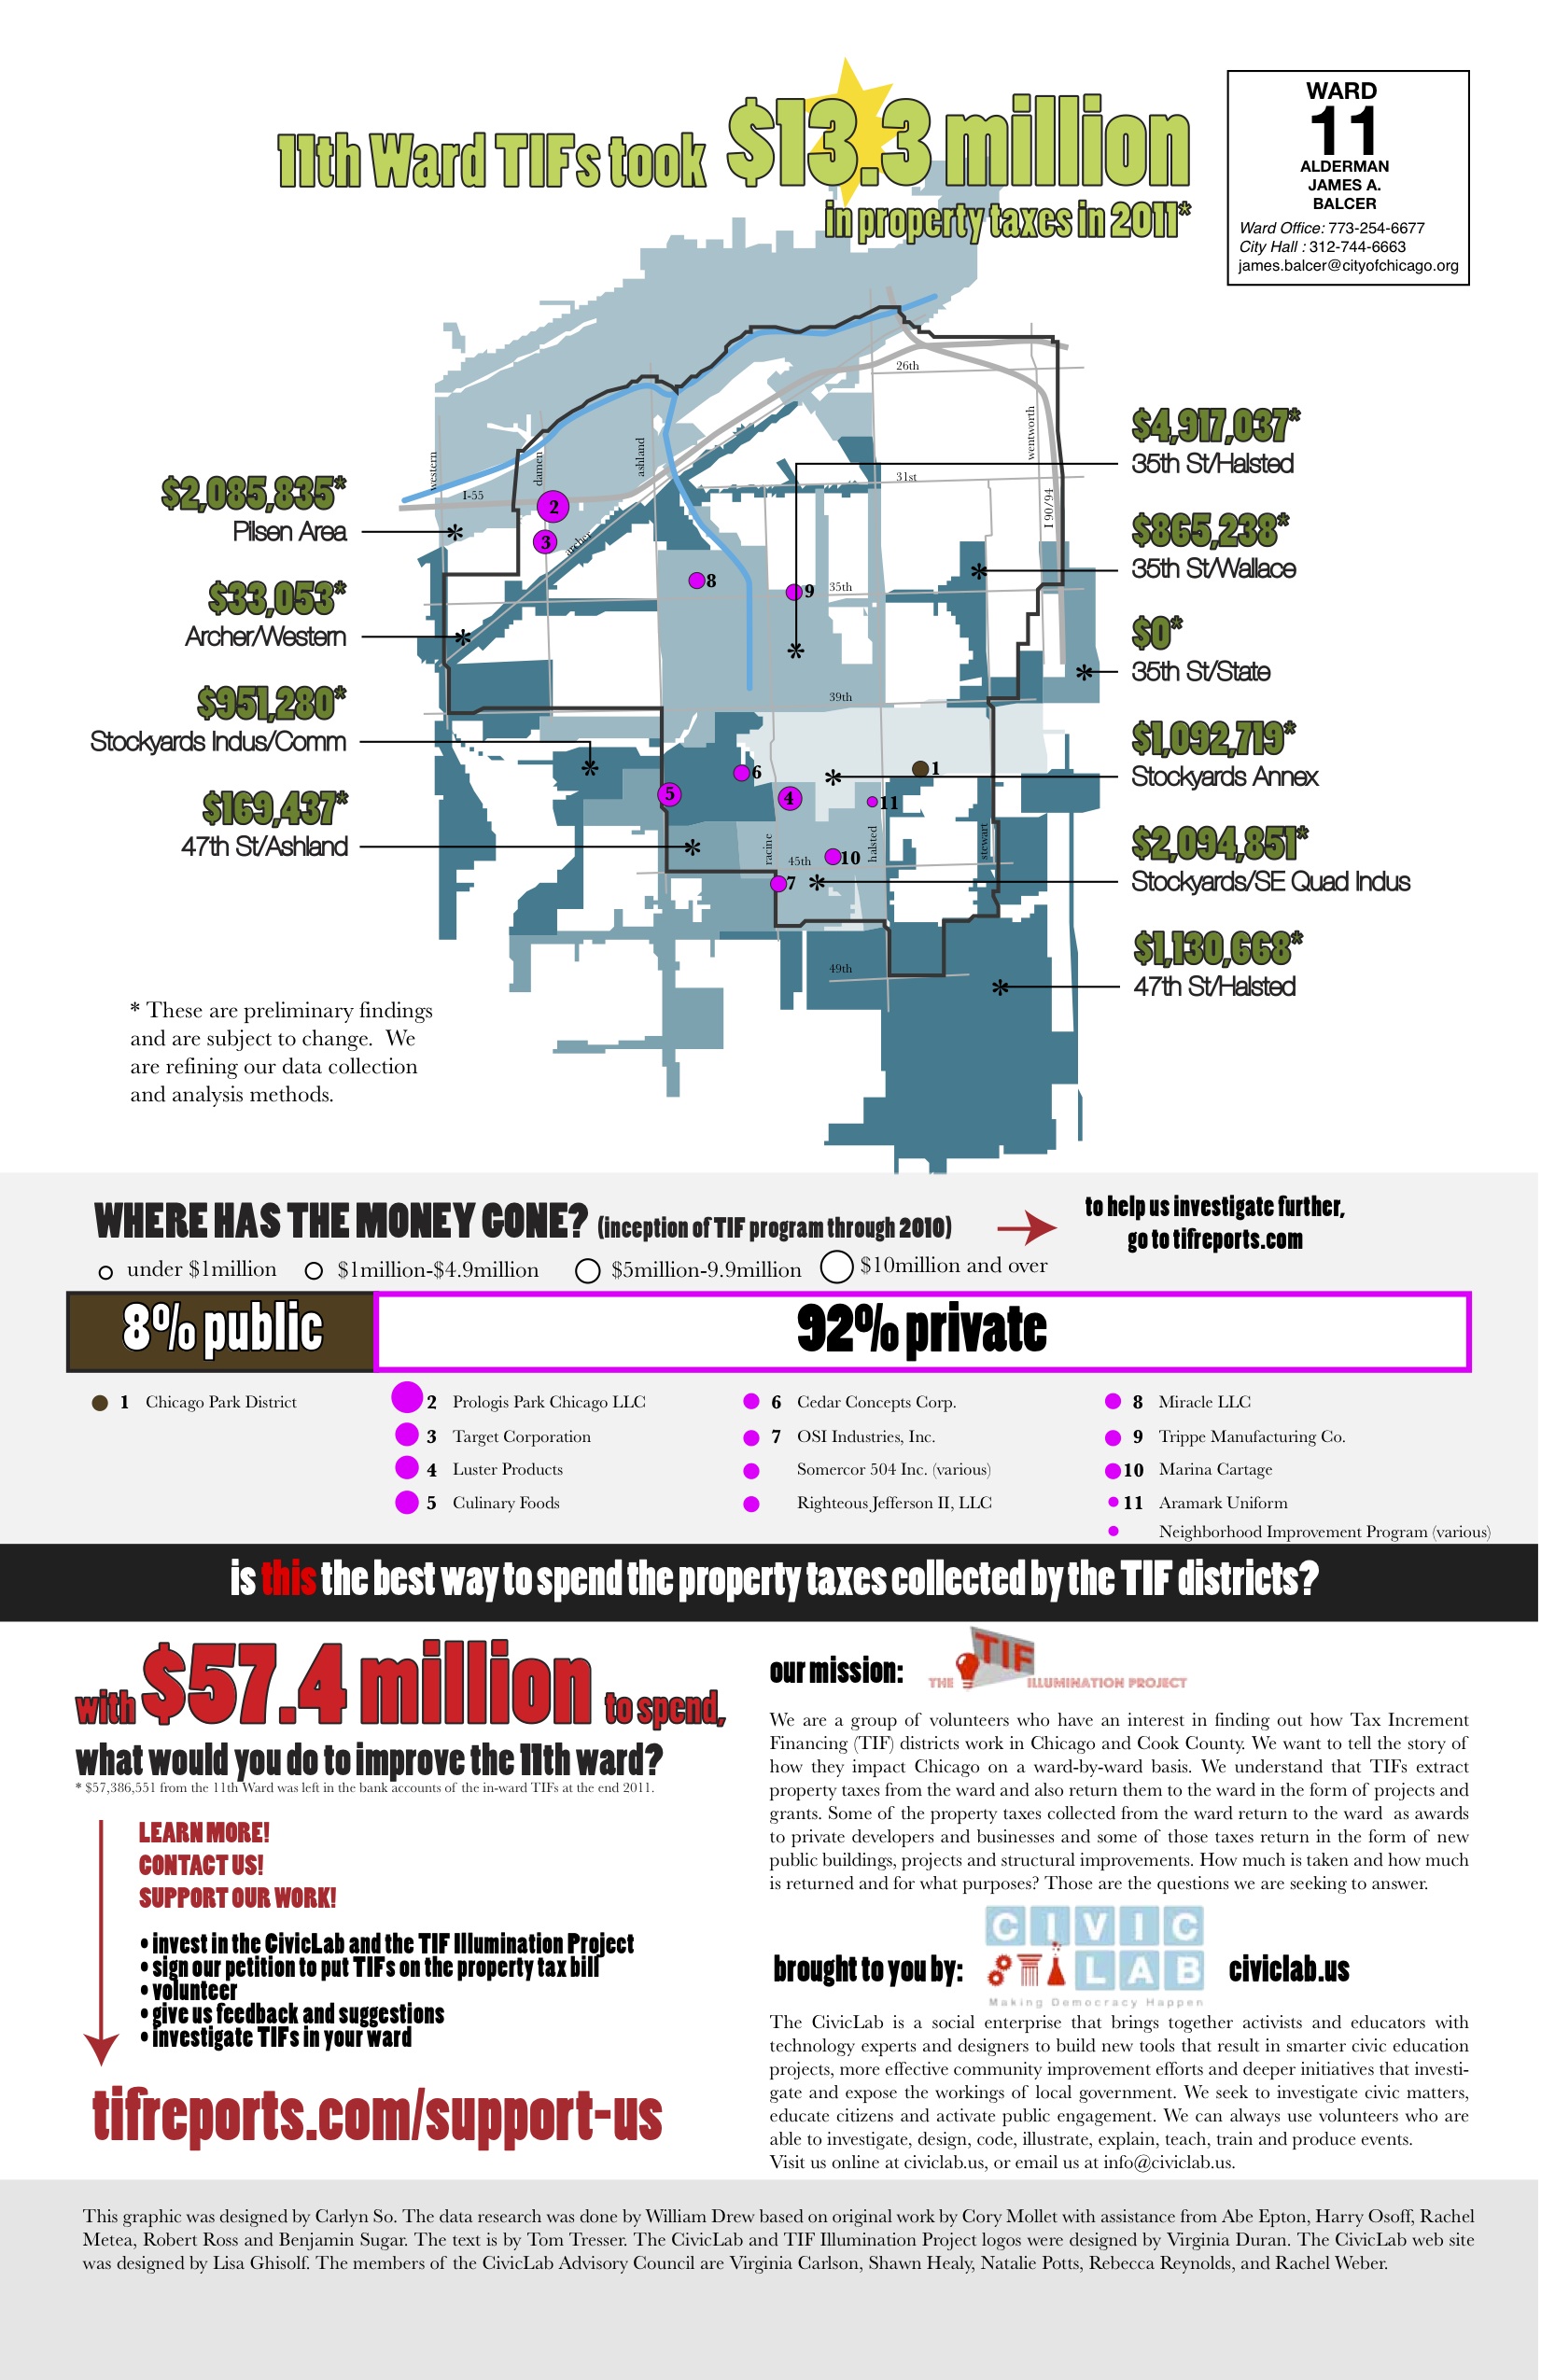 11th Ward TIFs took $13.3 million
in property taxes in 2011*
WARD
11
ALDERMAN
JAMES A.
BALCER
Ward Office: 773-254-6677
City Hall : 312-744-6663
james.balcer@cityofchicago.org
$2,085,835*
Pilsen Area
$33,053*
Archer/Western
$951,280*
Stockyards Indus/Comm
$169,437*
47th St/Ashland
$4,917,037*
35th St/Halsted
$865,238*
35th St/Wallace
$0*
35th St/State
$1,092,719*
Stockyards Annex
$2,094,851*
Stockyards/SE Quad Indus
$1,130,668*
47th St/Halsted
western
damen
ashland
I-55
archer
26th
wentworth
31st
I 90/94
35th
39th
racine
45th
halsted
stewart
49th
2
3
8
9
6
1
5
4
11
10
7
* These are preliminary findings
and are subject to change. We
are refining our data collection
and analysis methods.
WHERE HAS THE MONEY GONE? (inception of TIF program through 2010)
to help us investigate further,
go to tifreports.com
under $1million
$1million-$4.9million
$5million-9.9million
$10million and over
8% public
92% private
1 Chicago Park District
2 Prologis Park Chicago LLC
3 Target Corporation
4 Luster Products
5 Culinary Foods
6 Cedar Concepts Corp.
7 OSI Industries, Inc.
Somercor 504 Inc. (various)
Righteous Jefferson II, LLC
8 Miracle LLC
9 Trippe Manufacturing Co.
10 Marina Cartage
11 Aramark Uniform
Neighborhood Improvement Program (various)
is this the best way to spend the property taxes collected by the TIF districts?
with $57.4 million to spend,
what would you do to improve the 11th ward?
* $57,386,551 from the 11th Ward was left in the bank accounts of the in-ward TIFs at the end 2011.
LEARN MORE!
CONTACT US!
SUPPORT OUR WORK!
• invest in the CivicLab and the TIF Illumination Project
• sign our petition to put TIFs on the property tax bill
• volunteer
• give us feedback and suggestions
• investigate TIFs in your ward
tifreports.com/support-us
our mission:
THE TIF ILLUMINATION PROJECT
We are a group of volunteers who have an interest in finding out how Tax Increment
Financing (TIF) districts work in Chicago and Cook County. We want to tell the story of
how they impact Chicago on a ward-by-ward basis. We understand that TIFs extract
property taxes from the ward and also return them to the ward in the form of projects and
grants. Some of the property taxes collected from the ward return to the ward as awards
to private developers and businesses and some of those taxes return in the form of new
public buildings, projects and structural improvements. How much is taken and how much
is returned and for what purposes? Those are the questions we are seeking to answer.
brought to you by:
CIVIC
LAB
Making Democracy Happen
civiclab.us
The CivicLab is a social enterprise that brings together activists and educators with
technology experts and designers to build new tools that result in smarter civic education
projects, more effective community improvement efforts and deeper initiatives that investi-
gate and expose the workings of local government. We seek to investigate civic matters,
educate citizens and activate public engagement. We can always use volunteers who are
able to investigate, design, code, illustrate, explain, teach, train and produce events.
Visit us online at civiclab.us, or email us at info@civiclab.us.
This graphic was designed by Carlyn So. The data research was done by William Drew based on original work by Cory Mollet with assistance from Abe Epton, Harry Osoff, Rachel
Metea, Robert Ross and Benjamin Sugar. The text is by Tom Tresser. The CivicLab and TIF Illumination Project logos were designed by Virginia Duran. The CivicLab web site
was designed by Lisa Ghisolf. The members of the CivicLab Advisory Council are Virginia Carlson, Shawn Healy, Natalie Potts, Rebecca Reynolds, and Rachel Weber.